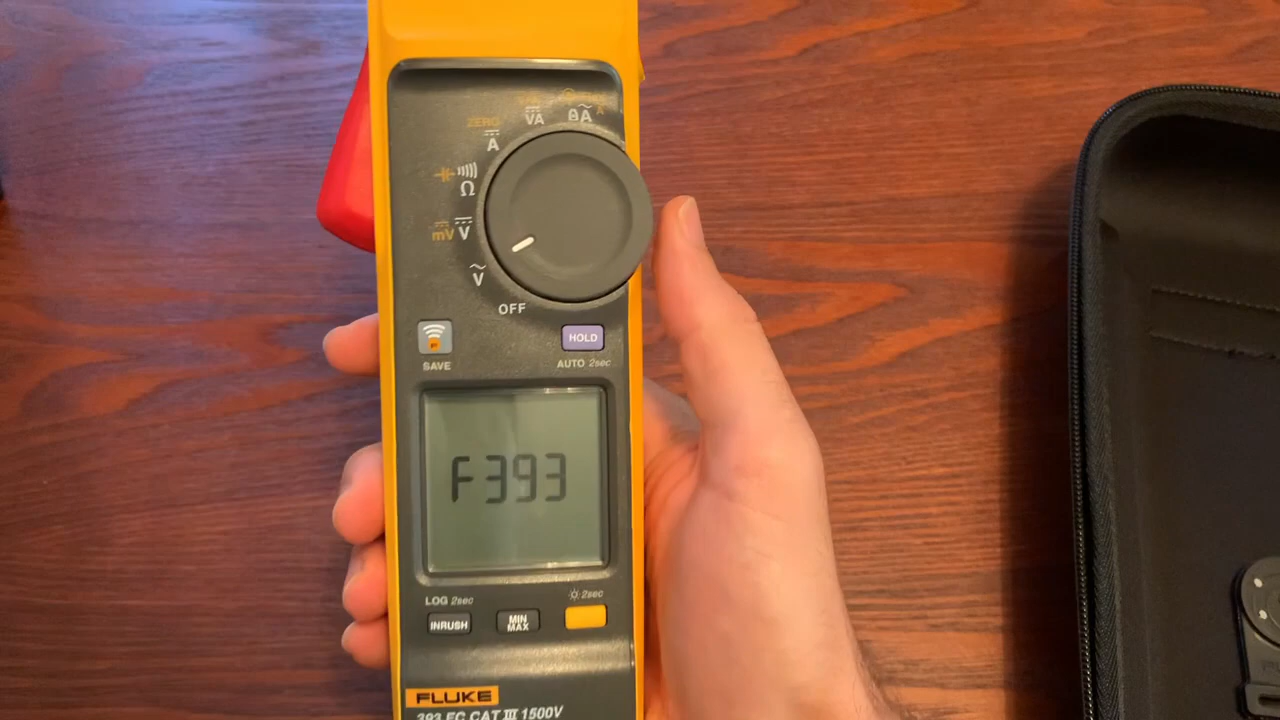 ZERO
VA
A
A
Ω
mV V
V
OFF
HOLD
SAVE
AUTO 2sec
F393
LOG 2sec
2sec
INRUSH
MIN
MAX
FLUKE
393 FC CAT III 1500V